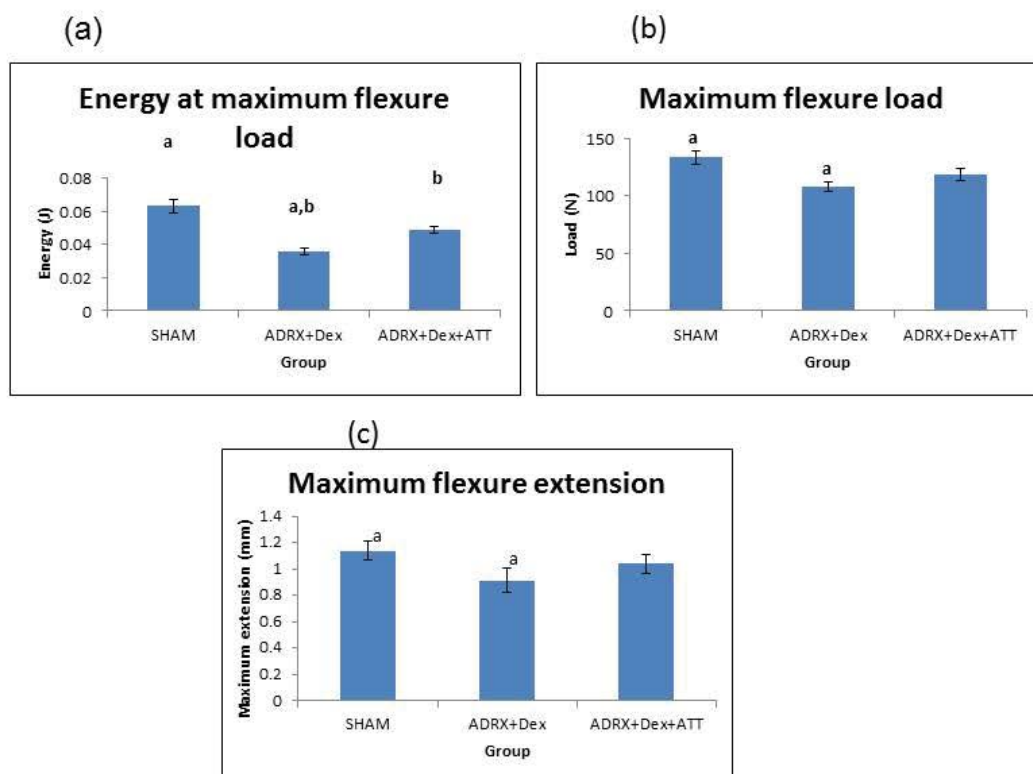 (a)
Energy at maximum flexure
load
a
a,b
b
0.08
0.06
0.04
0.02
0
Energy (J)
SHAM
ADRX+Dex
ADRX+Dex+ATT
Group
(b)
Maximum flexure load
a
a
150
100
50
0
Load (N)
SHAM
ADRX+Dex
ADRX+Dex+ATT
Group
(c)
Maximum flexure extension
a
a
1.4
1.2
1
0.8
0.6
0.4
0.2
0
Maximum extension (mm)
SHAM
ADRX+Dex
ADRX+Dex+ATT
Group